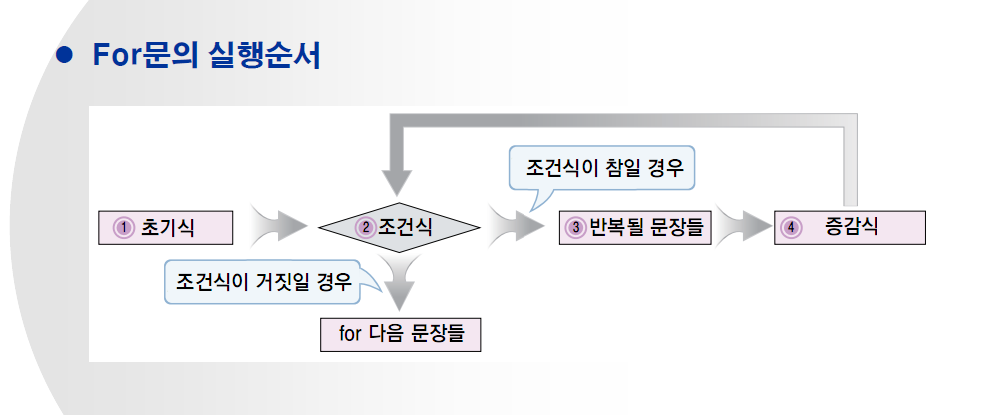 ● For문의 실행순서
조건식이 참일 경우
① 초기식
② 조건식
③ 반복될 문장들
④ 증감식
조건식이 거짓일 경우
for 다음 문장들